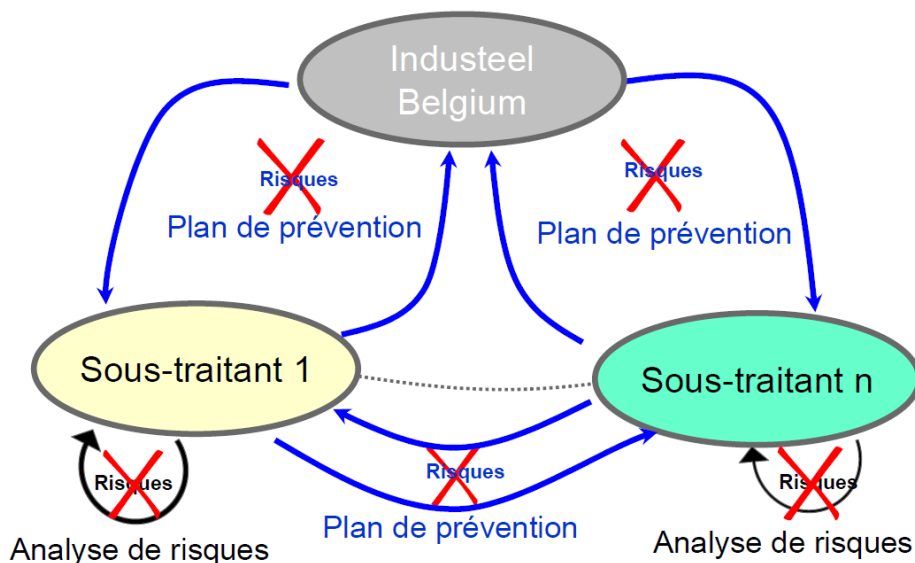 Industeel
Belgium
Risques
Plan de prévention
Risques
Plan de prévention
Sous-traitant 1
Sous-traitant n
Risques
Plan de prévention
Risques
Analyse de risques
Risques
Analyse de risques